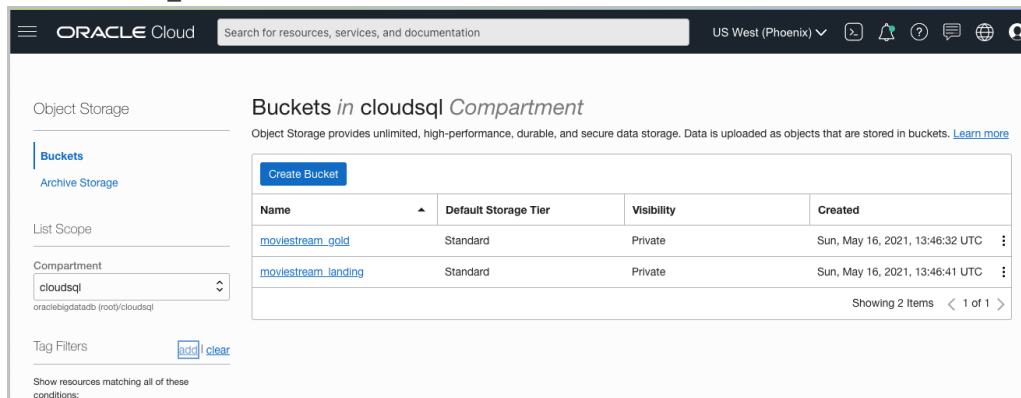 ORACLE Cloud
Search for resources, services, and documentation
US West (Phoenix)
Object Storage
Buckets
Archive Storage
List Scope
Compartment
cloudsql
oraclebigdatadb (root)/cloudsql
Tag Filters
add | clear
Show resources matching all of these
conditions:
Buckets in cloudsql Compartment
Object Storage provides unlimited, high-performance, durable, and secure data storage. Data is uploaded as objects that are stored in buckets. Learn more
Create Bucket
Name Default Storage Tier Visibility Created
moviestream_gold Standard Private Sun, May 16, 2021, 13:46:32 UTC
moviestream_landing Standard Private Sun, May 16, 2021, 13:46:41 UTC
Showing 2 Items < 1 of 1 >